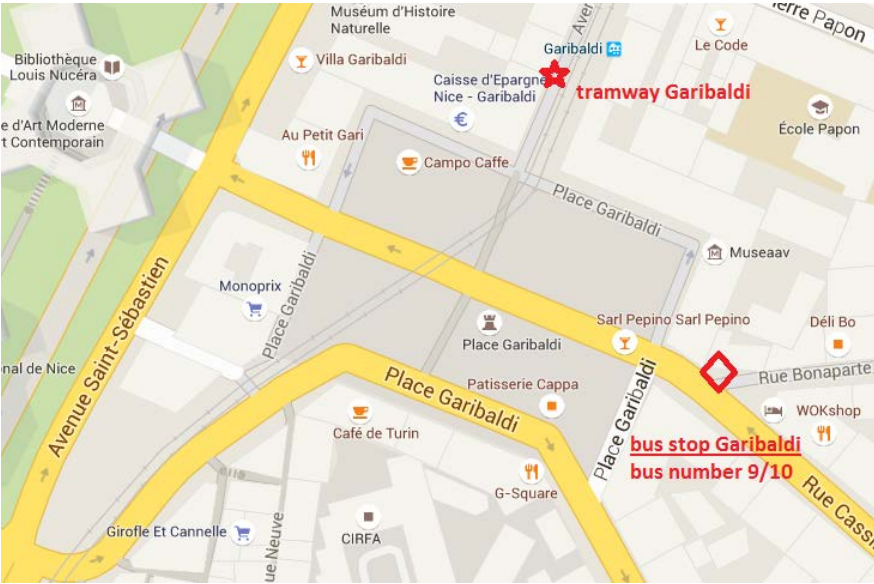 Muséum d'Histoire
Naturelle
Aven
erre Papon
Bibliothèque
Louis Nucéra
Villa Garibaldi
Garibaldi
Le Code
Caisse d'Epargne
Nice - Garibaldi
tramway Garibaldi
e d'Art Moderne
t Contemporain
Au Petit Gari
Campo Caffe
École Papon
Place Garibaldi
Museaav
Monoprix
Place Garibaldi
Avenue Saint-Sébastien
Place Garibaldi
Sarl Pepino Sarl Pepino
Déli Bo
nal de Nice
Place Garibaldi
Patisserie Cappa
Rue Bonaparte
Place Garibaldi
Café de Turin
WOKshop
bus stop Garibaldi
bus number 9/10
G-Square
Rue Cassi
Girofle Et Cannelle
CIRFA
ue Neuve